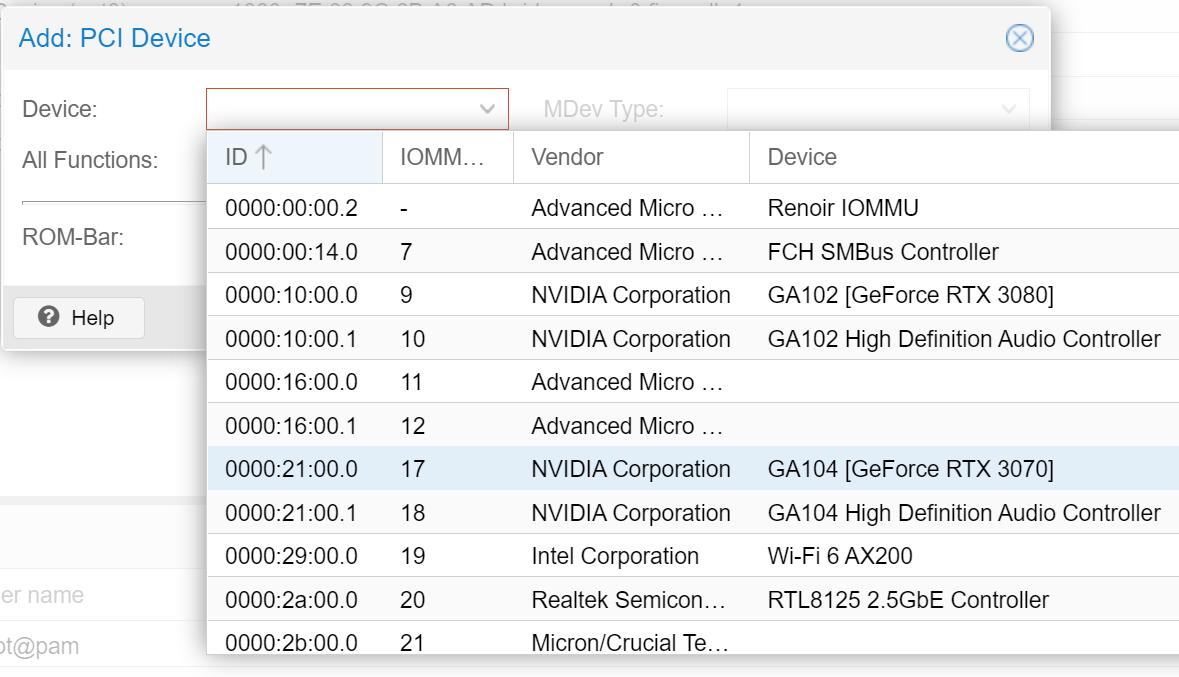 Add: PCI Device
Device: MDev Type:
All Functions:
ROM-Bar:
Help
ID IOMM... Vendor Device
0000:00:00.2 - Advanced Micro ... Renoir IOMMU
0000:00:14.0 7 Advanced Micro ... FCH SMBus Controller
0000:10:00.0 9 NVIDIA Corporation GA102 [GeForce RTX 3080]
0000:10:00.1 10 NVIDIA Corporation GA102 High Definition Audio Controller
0000:16:00.0 11 Advanced Micro ...
0000:16:00.1 12 Advanced Micro ...
0000:21:00.0 17 NVIDIA Corporation GA104 [GeForce RTX 3070]
0000:21:00.1 18 NVIDIA Corporation GA104 High Definition Audio Controller
0000:29:00.0 19 Intel Corporation Wi-Fi 6 AX200
0000:2a:00.0 20 Realtek Semicon... RTL8125 2.5GbE Controller
0000:2b:00.0 21 Micron/Crucial Te...
er name
ot@pam